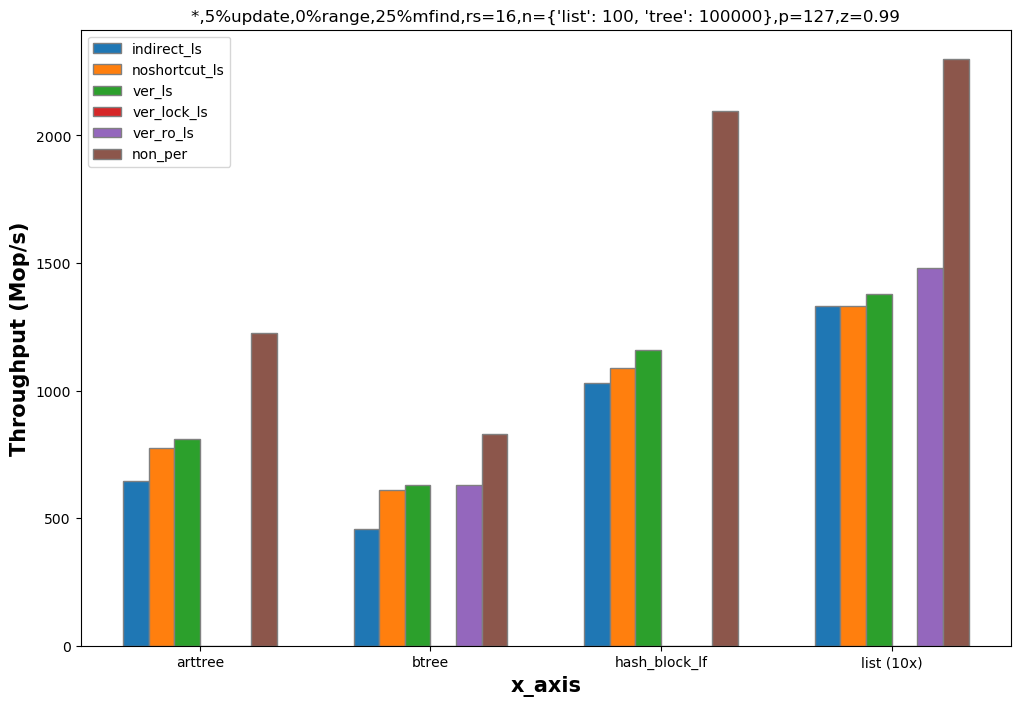 *,5%update,0%range,25%mfind,rs=16,n={'list': 100, 'tree': 100000},p=127,z=0.99
indirect_ls
noshortcut_ls
ver_ls
ver_lock_ls
ver_ro_ls
non_per
Throughput (Mop/s)
2000
1500
1000
500
0
arttree btree hash_block_lf list (10x)
x_axis